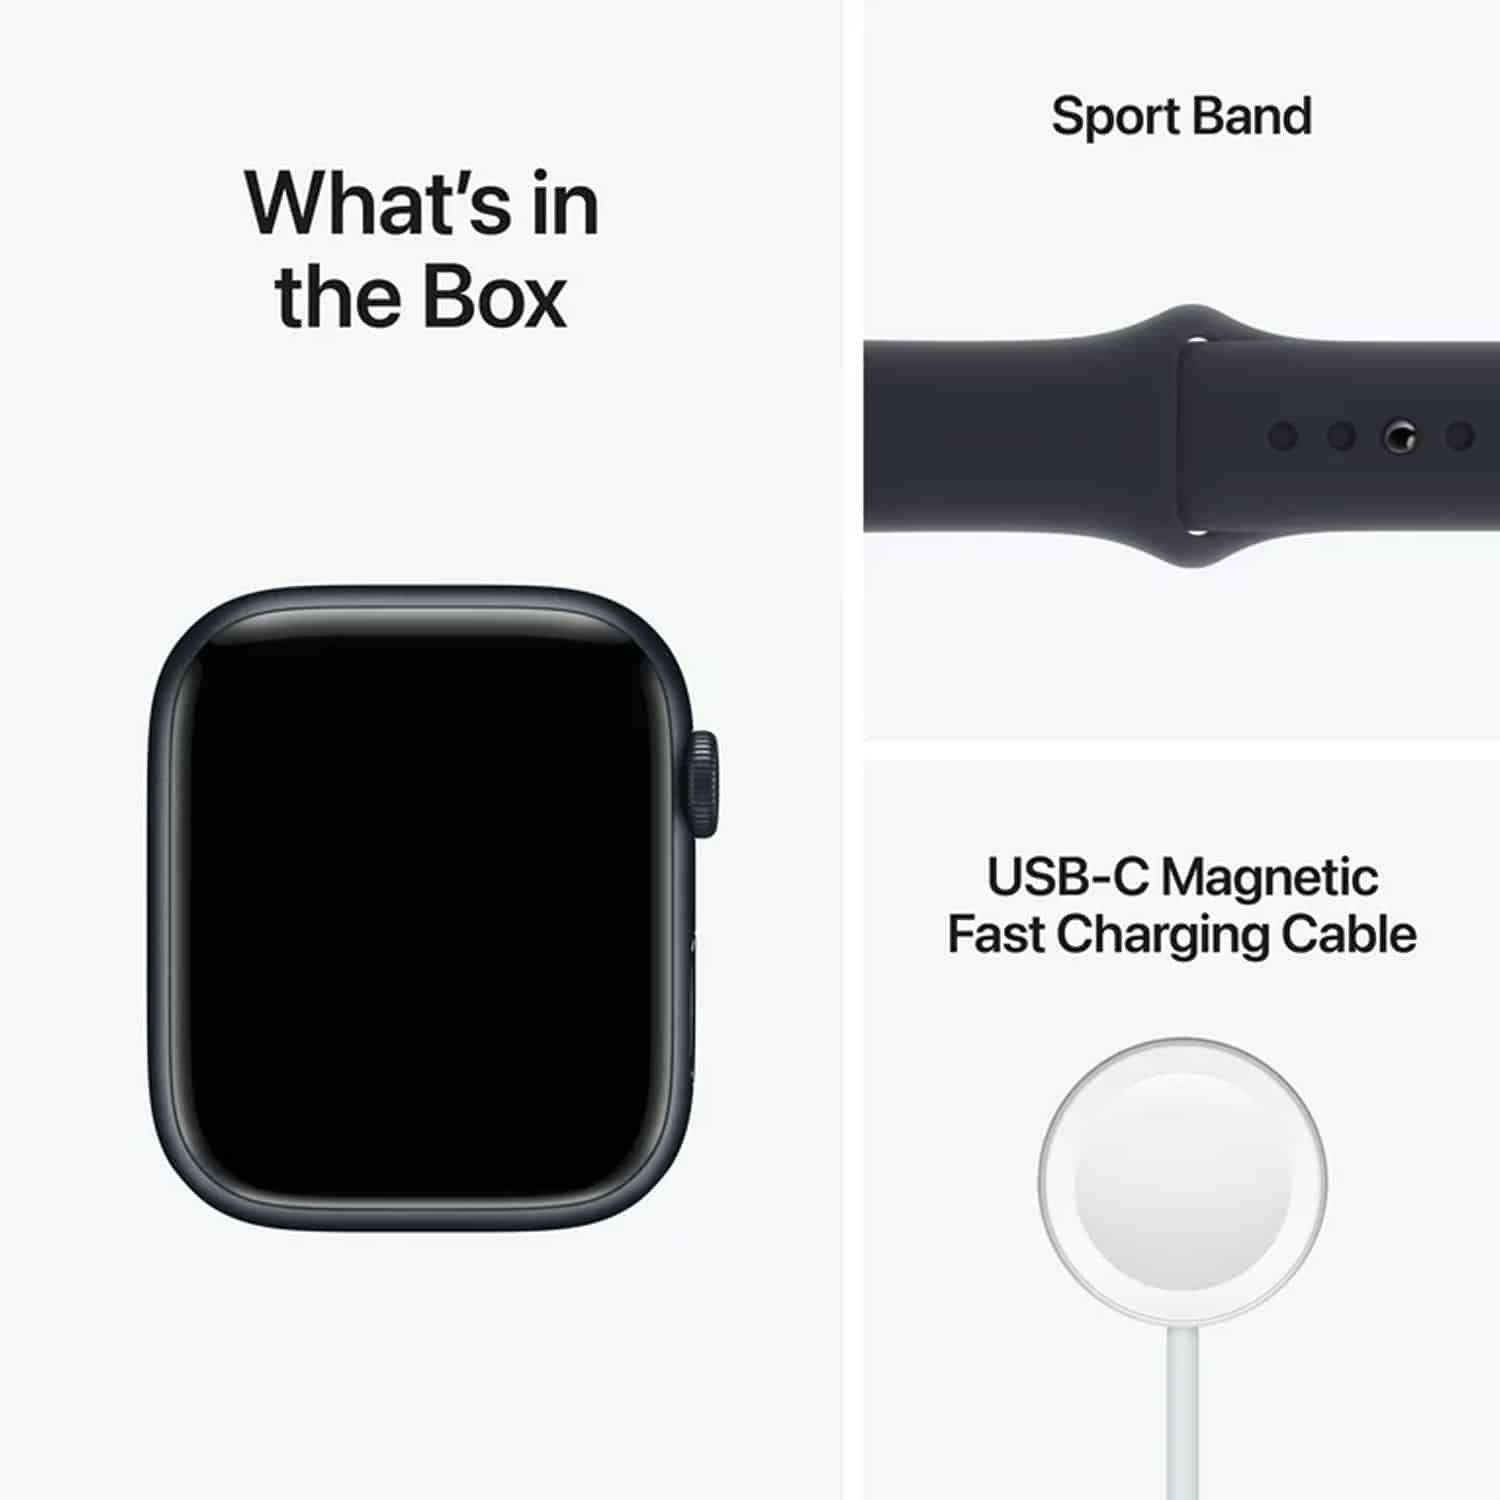 What’s in
the Box
Sport Band
USB-C Magnetic
Fast Charging Cable